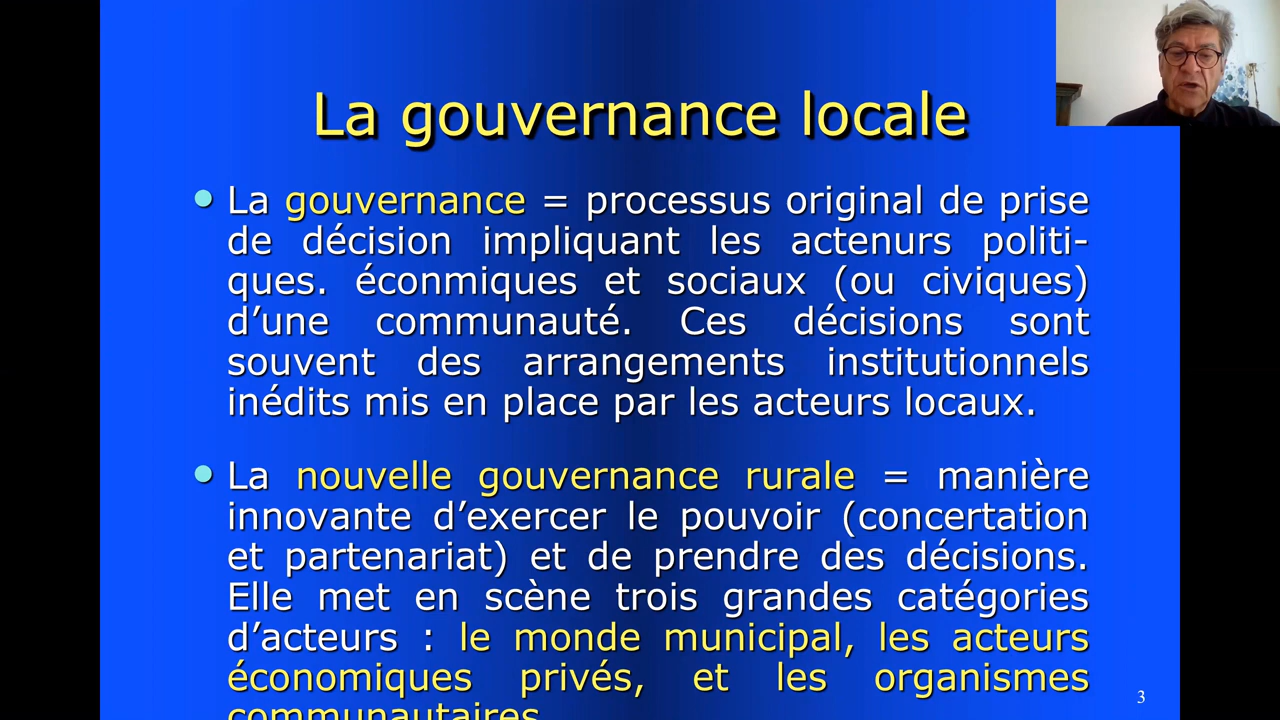 La gouvernance locale
La gouvernance = processus original de prise
de décision impliquant les actenurs politi-
ques. éconmiques et sociaux (ou civiques)
d’une communauté. Ces décisions sont
souvent des arrangements institutionnels
inédits mis en place par les acteurs locaux.
La nouvelle gouvernance rurale = manière
innovante d’exercer le pouvoir (concertation
et partenariat) et de prendre des décisions.
Elle met en scène trois grandes catégories
d’acteurs : le monde municipal, les acteurs
économiques privés, et les organismes
communautaires.
3